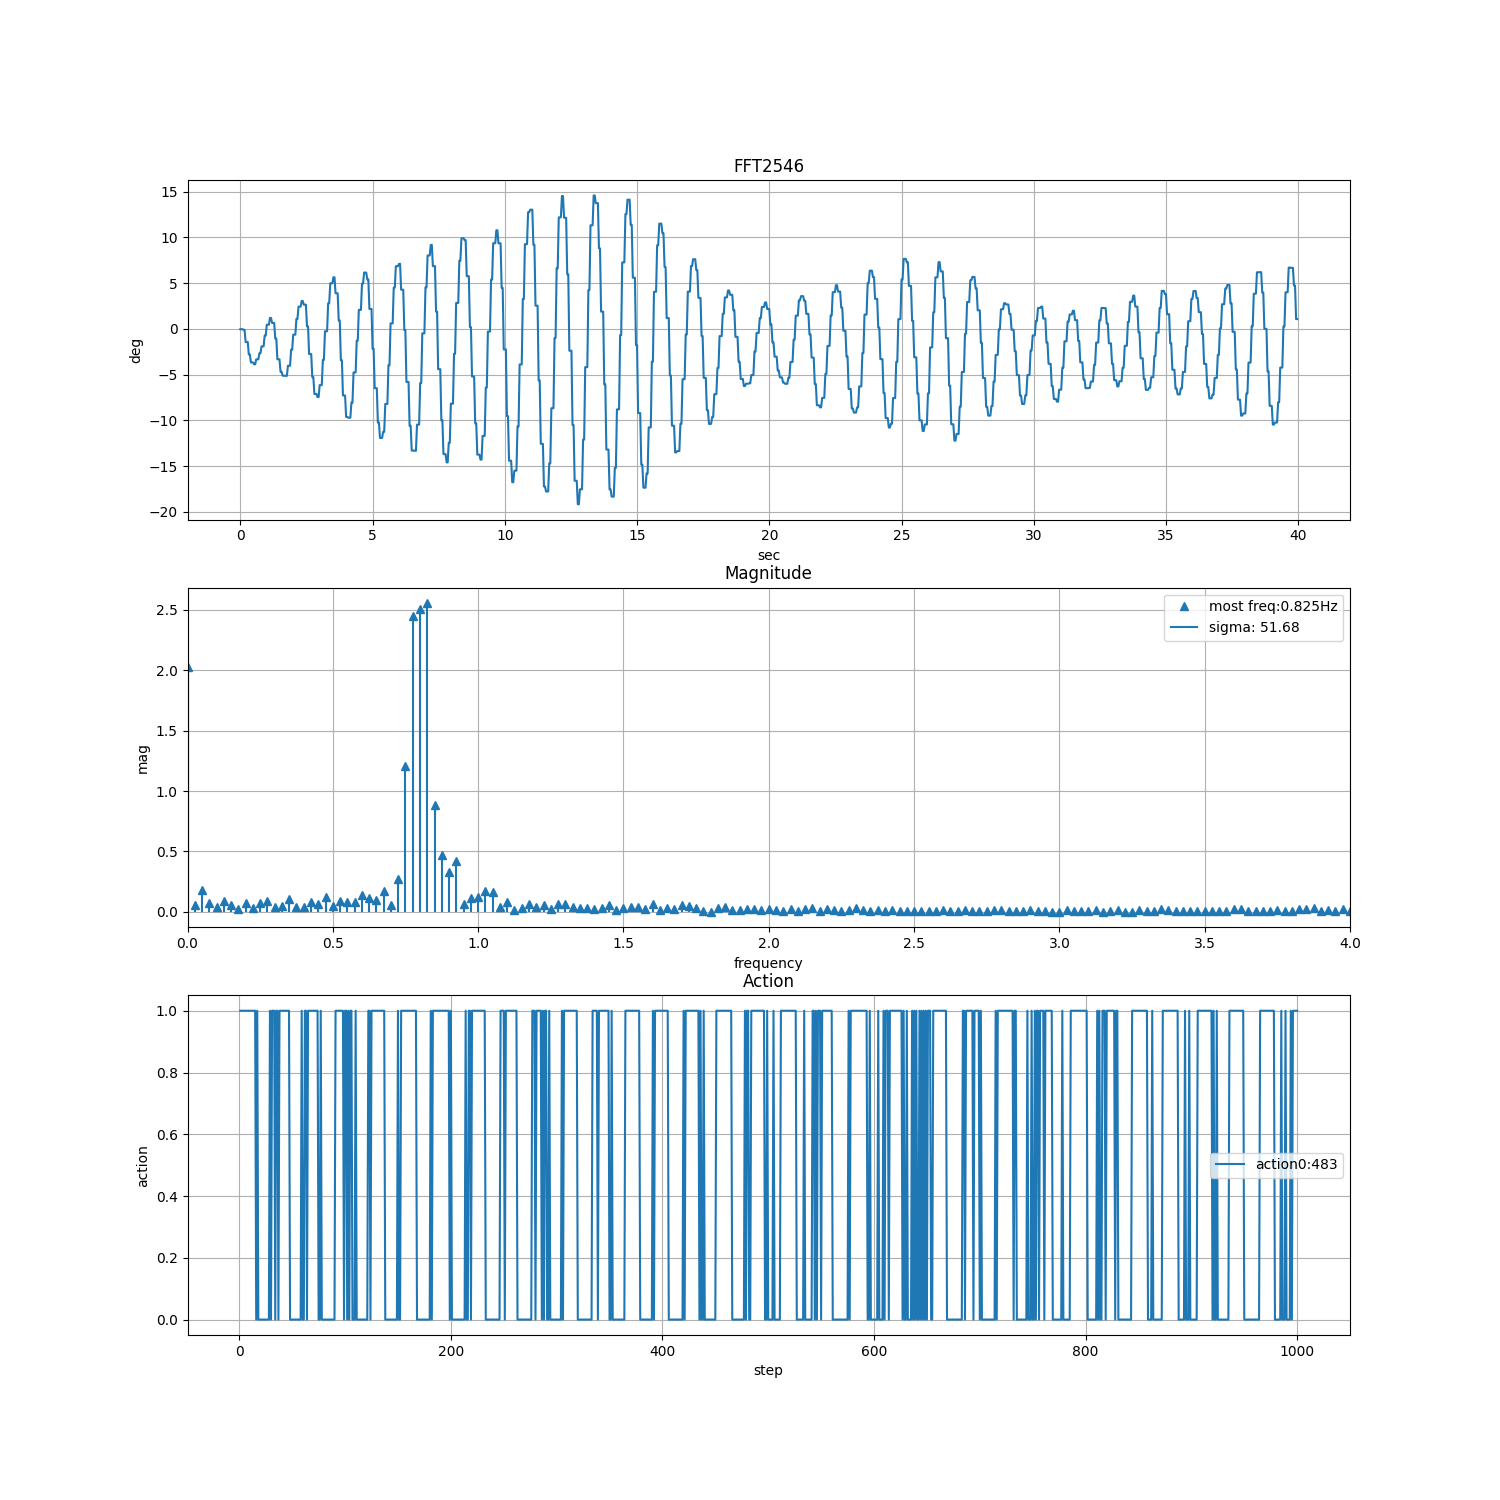 FFT2546
15
10
5
0
−5
−10
−15
−20
deg
0 5 10 15 20 25 30 35 40
sec
Magnitude
most freq:0.825Hz
sigma: 51.68
2.5
2.0
1.5
1.0
0.5
0.0
mag
0.0 0.5 1.0 1.5 2.0 2.5 3.0 3.5 4.0
frequency
Action
1.0
0.8
0.6
0.4
0.2
0.0
action
action0:483
0 200 400 600 800 1000
step